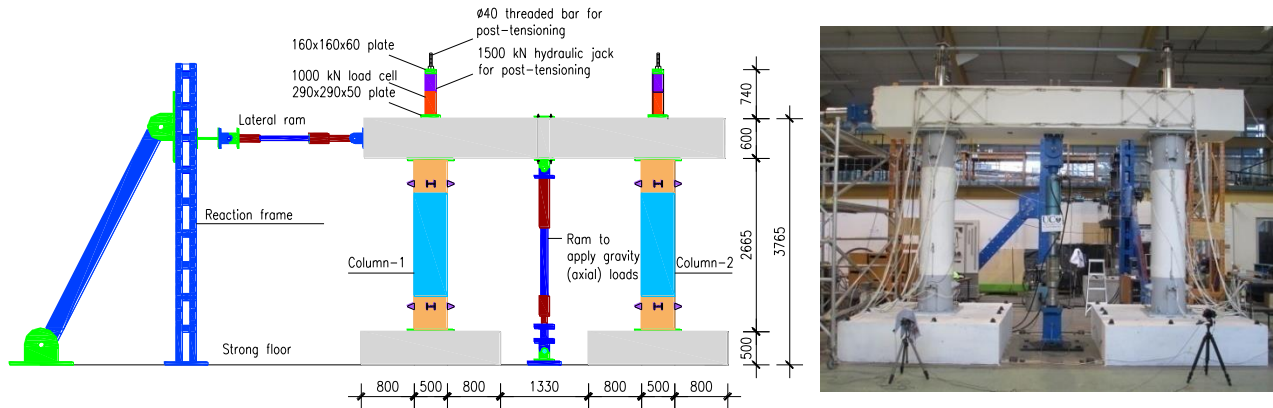 ø40 threaded bar for
post-tensioning
160x160x60 plate
1500 kN hydraulic jack
for post-tensioning
1000 kN load cell
290x290x50 plate
Lateral ram
740
600
Reaction frame
Ram to
apply gravity
(axial) loads
Column-1
Column-2
2665
3765
Strong floor
500
800
500
800
1330
800
500
800